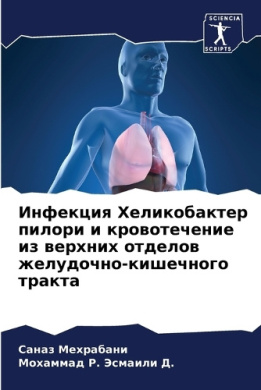 SCIENCIA
SCRIPTS
Инфекция Хеликобактер
пилори и кровотечение
из верхних отделов
желудочно-кишечного
тракта
Саназ Мехрабани
Мохаммад Р. Эсмаили Д.